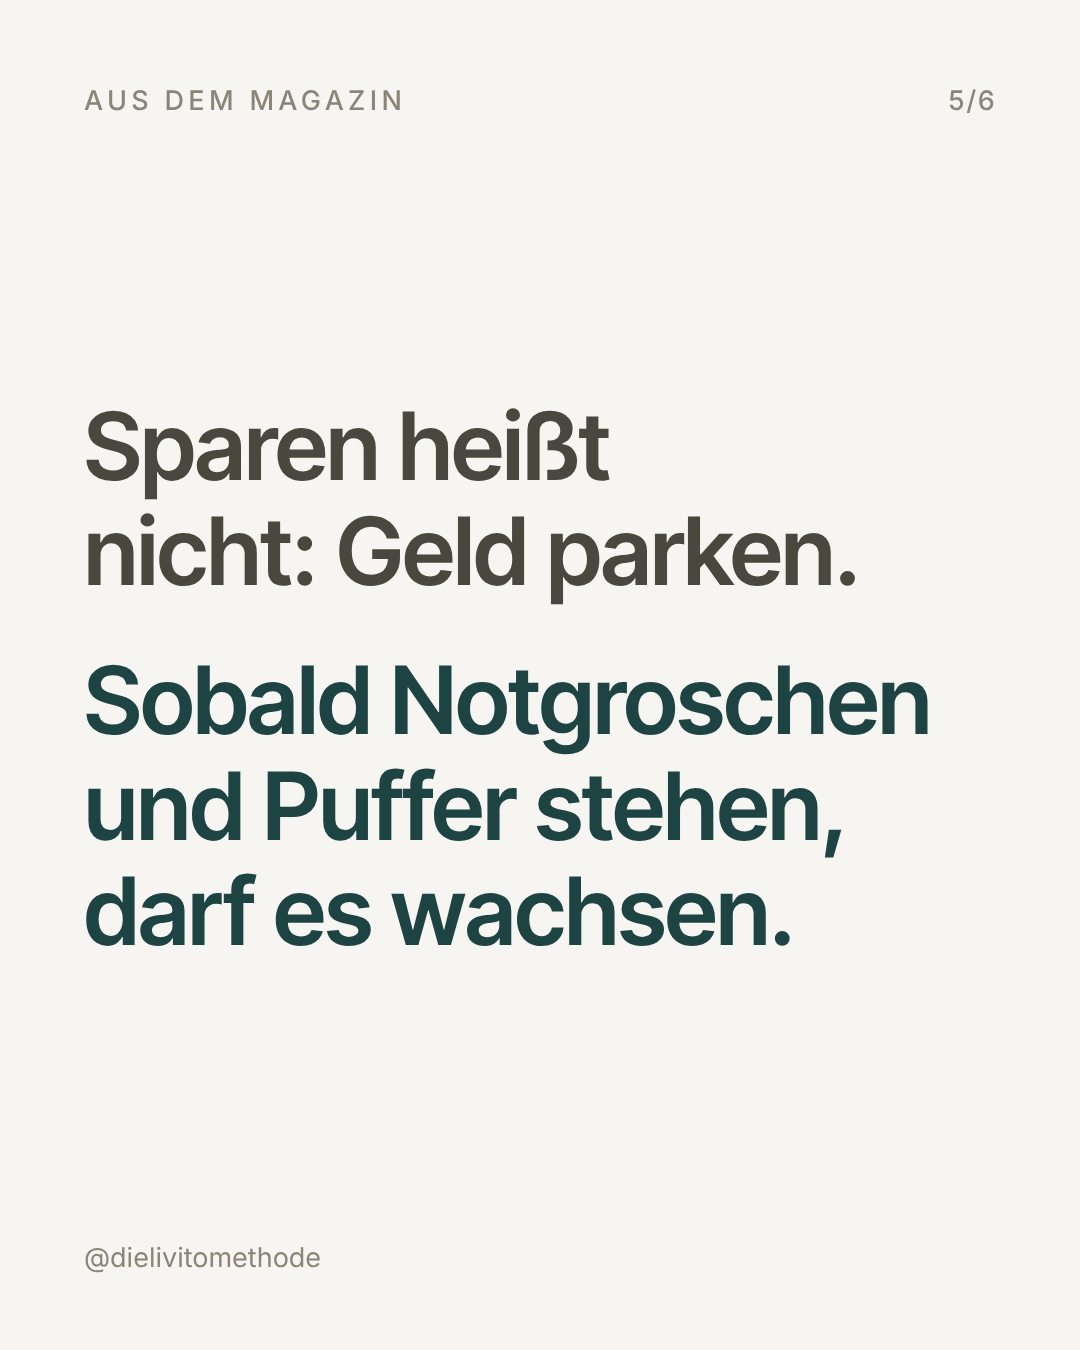 AUS DEM MAGAZIN
5/6
Sparen heißt
nicht: Geld parken.
Sobald Notgroschen
und Puffer stehen,
darf es wachsen.
@dielivitomethode